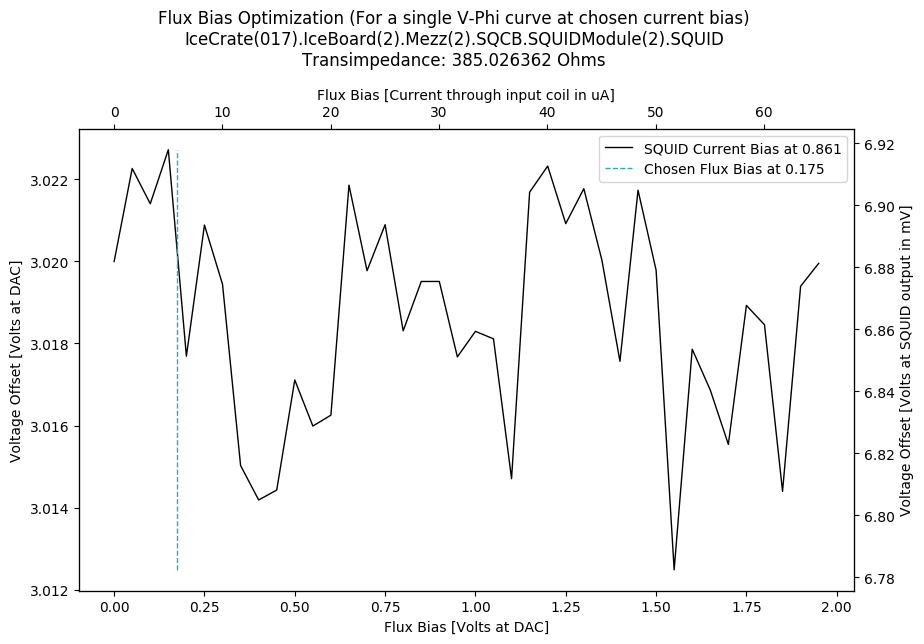 Flux Bias Optimization (For a single V-Phi curve at chosen current bias)
IceCrate(017).IceBoard(2).Mezz(2).SQCB.SQUIDModule(2).SQUID
Transimpedance: 385.026362 Ohms
Flux Bias [Current through input coil in uA]
0 10 20 30 40 50 60
SQUID Current Bias at 0.861
Chosen Flux Bias at 0.175
Voltage Offset [Volts at DAC]
3.022
3.020
3.018
3.016
3.014
3.012
6.92
6.90
6.88
6.86
6.84
6.82
6.80
6.78
Voltage Offset [Volts at SQUID output in mV]
0.00 0.25 0.50 0.75 1.00 1.25 1.50 1.75 2.00
Flux Bias [Volts at DAC]